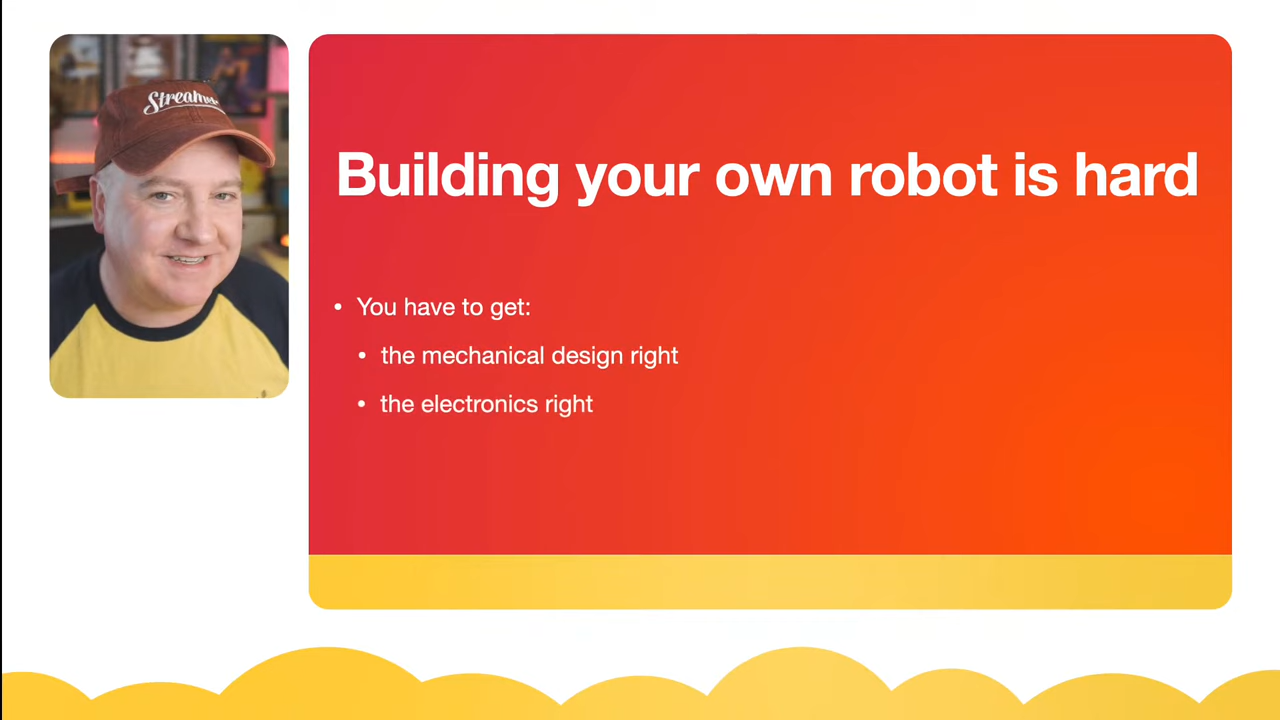 Building your own robot is hard
• You have to get:
• the mechanical design right
• the electronics right